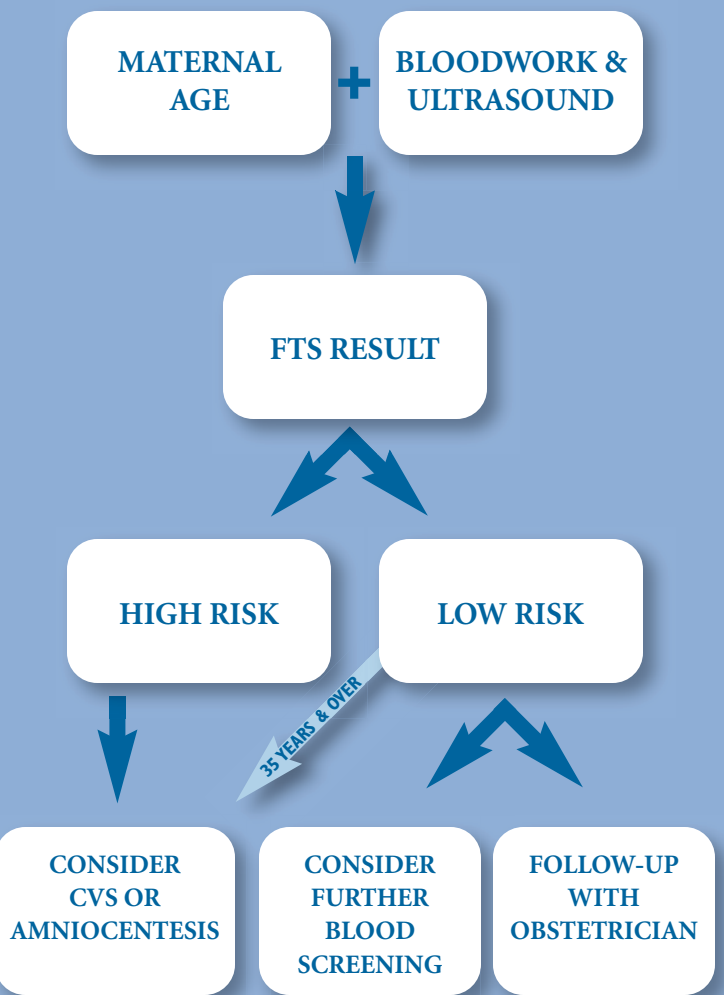 MATERNAL
AGE
+
BLOODWORK &
ULTRASOUND
FTS RESULT
HIGH RISK
LOW RISK
35 YEARS & OVER
CONSIDER
CVS OR
AMNIOCENTESIS
CONSIDER
FURTHER
BLOOD
SCREENING
FOLLOW-UP
WITH
OBSTETRICIAN